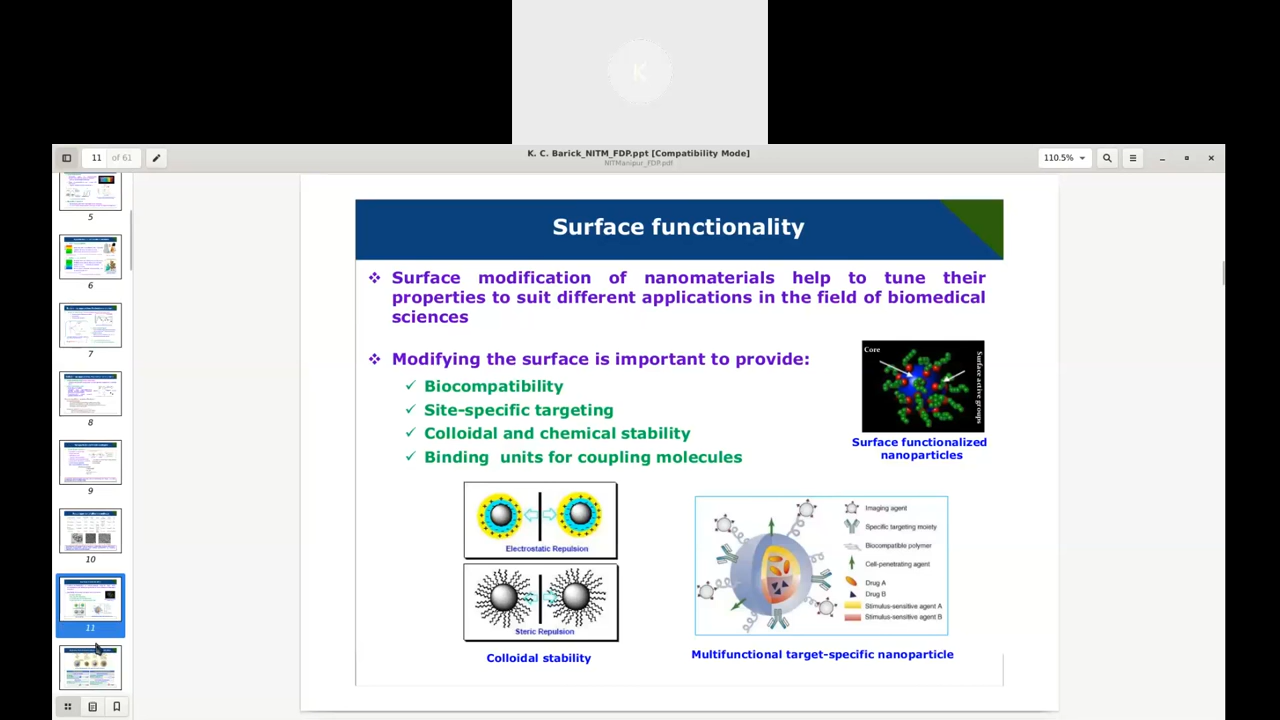 K
11 of 61
K. C. Barick_NITM_FDP.ppt [Compatibility Mode]
NITManipur_FDP.pdf
110.5%
5
6
7
8
9
10
11
Surface functionality
❖ Surface modification of nanomaterials help to tune their
properties to suit different applications in the field of biomedical
sciences
❖ Modifying the surface is important to provide:
✓ Biocompatibility
✓ Site-specific targeting
✓ Colloidal and chemical stability
✓ Binding units for coupling molecules
Core
Surface active groups
Surface functionalized
nanoparticles
Electrostatic Repulsion
Steric Repulsion
Colloidal stability
Imaging agent
Specific targeting moiety
Biocompatible polymer
Cell-penetrating agent
Drug A
Drug B
Stimulus-sensitive agent A
Stimulus-sensitive agent B
Multifunctional target-specific nanoparticle